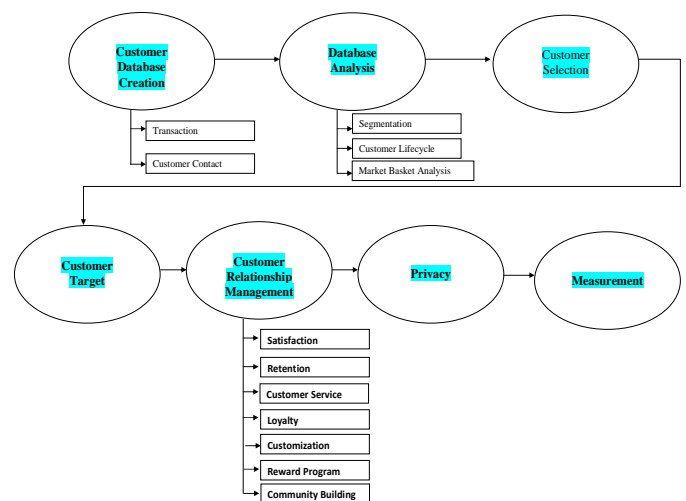 Customer
Database
Creation
Database
Analysis
Customer
Selection
Transaction
Customer Contact
Segmentation
Customer Lifecycle
Market Basket Analysis
Customer
Target
Customer
Relationship
Management
Privacy
Measurement
Satisfaction
Retention
Customer Service
Loyalty
Customization
Reward Program
Community Building